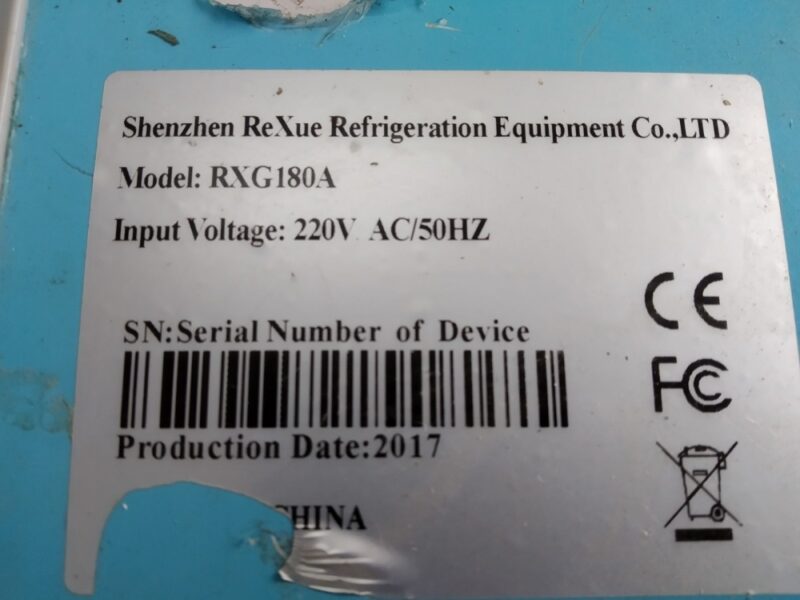 Shenzhen ReXue Refrigeration Equipment Co.,LTD
Model: RXG180A
Input Voltage: 220V AC/50HZ
CE
SN:Serial Number of Device
FC
Production Date:2017
CHINA